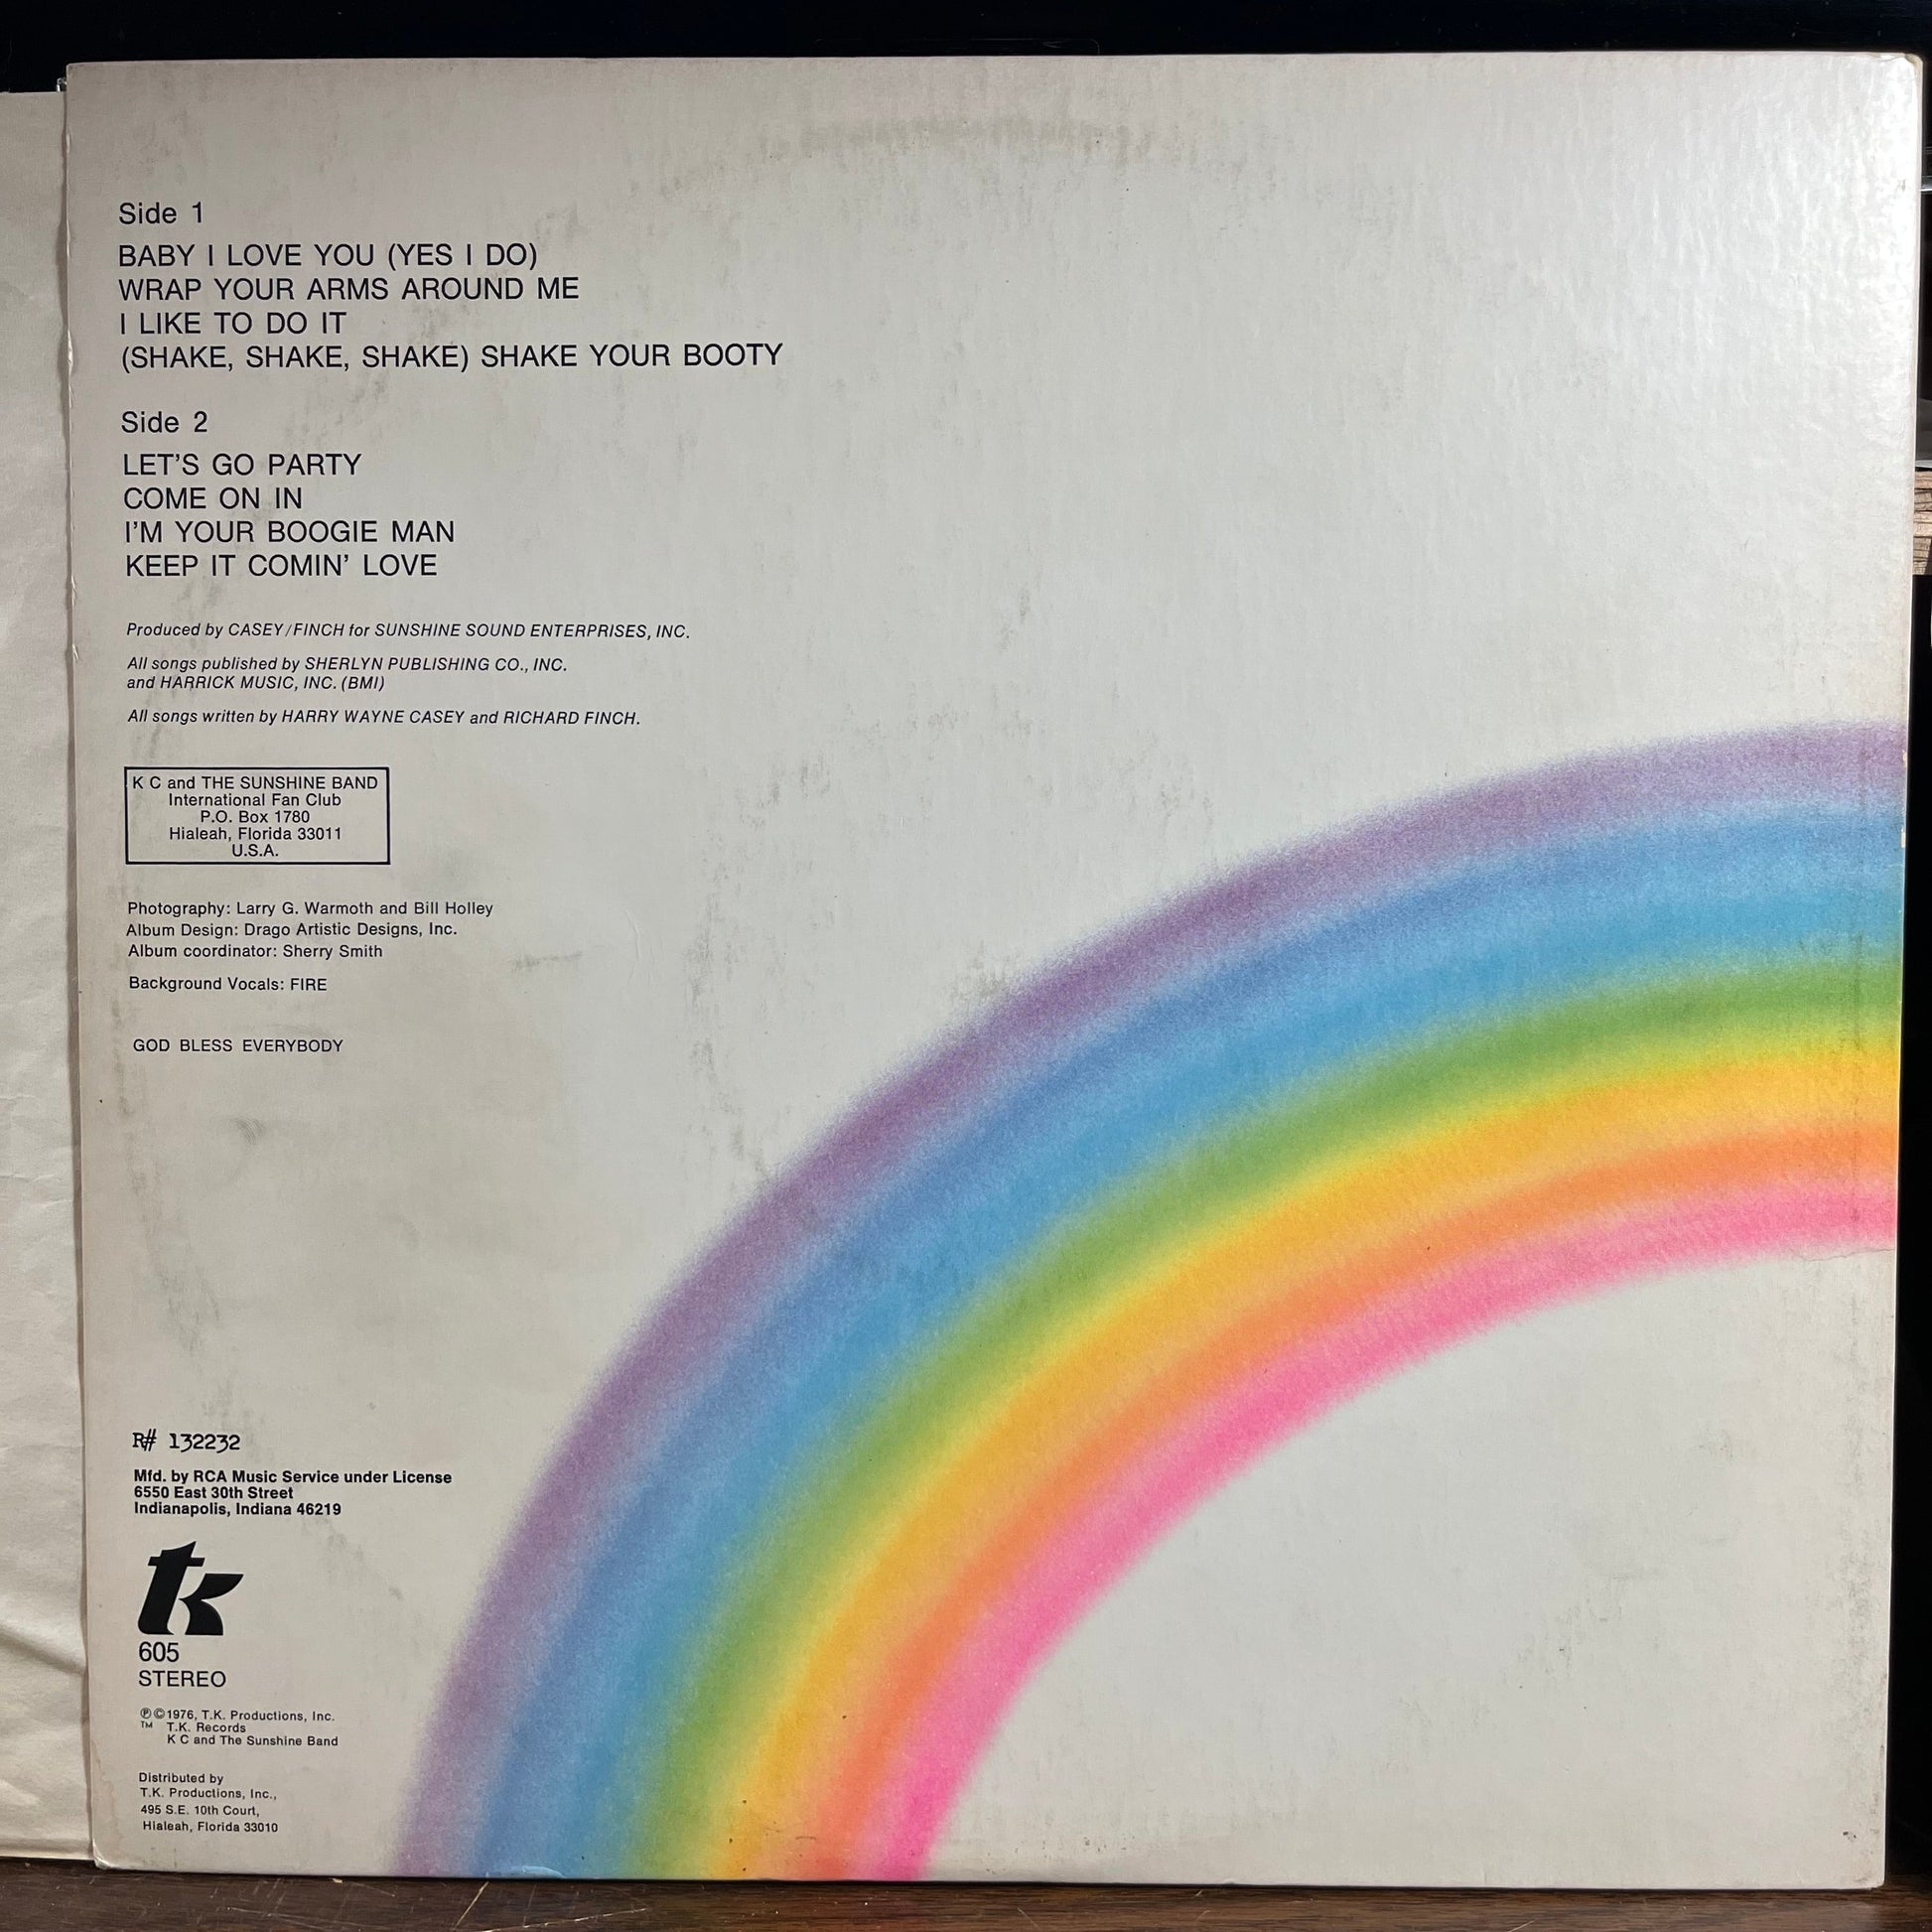 Side 1
BABY I LOVE YOU (YES I DO)
WRAP YOUR ARMS AROUND ME
I LIKE TO DO IT
(SHAKE, SHAKE, SHAKE) SHAKE YOUR BOOTY
Side 2
LET'S GO PARTY
COME ON IN
I'M YOUR BOOGIE MAN
KEEP IT COMIN' LOVE
Produced by CASEY/FINCH for SUNSHINE SOUND ENTERPRISES, INC.
All songs published by SHERLYN PUBLISHING CO., INC.
and HARRICK MUSIC, INC. (BMI)
All songs written by HARRY WAYNE CASEY and RICHARD FINCH.
K C and THE SUNSHINE BAND
International Fan Club
P.O. Box 1780
Hialeah, Florida 33011
U.S.A.
Photography: Larry G. Warmoth and Bill Holley
Album Design: Drago Artistic Designs, Inc.
Album coordinator: Sherry Smith
Background Vocals: FIRE
GOD BLESS EVERYBODY
R# 132232
Mfd. by RCA Music Service under License
6550 East 30th Street
Indianapolis, Indiana 46219
tk
605
STEREO
℗©1976, T.K. Productions, Inc.
TM T.K. Records
K C and The Sunshine Band
Distributed by
T.K. Productions, Inc.,
495 S.E. 10th Court,
Hialeah, Florida 33010